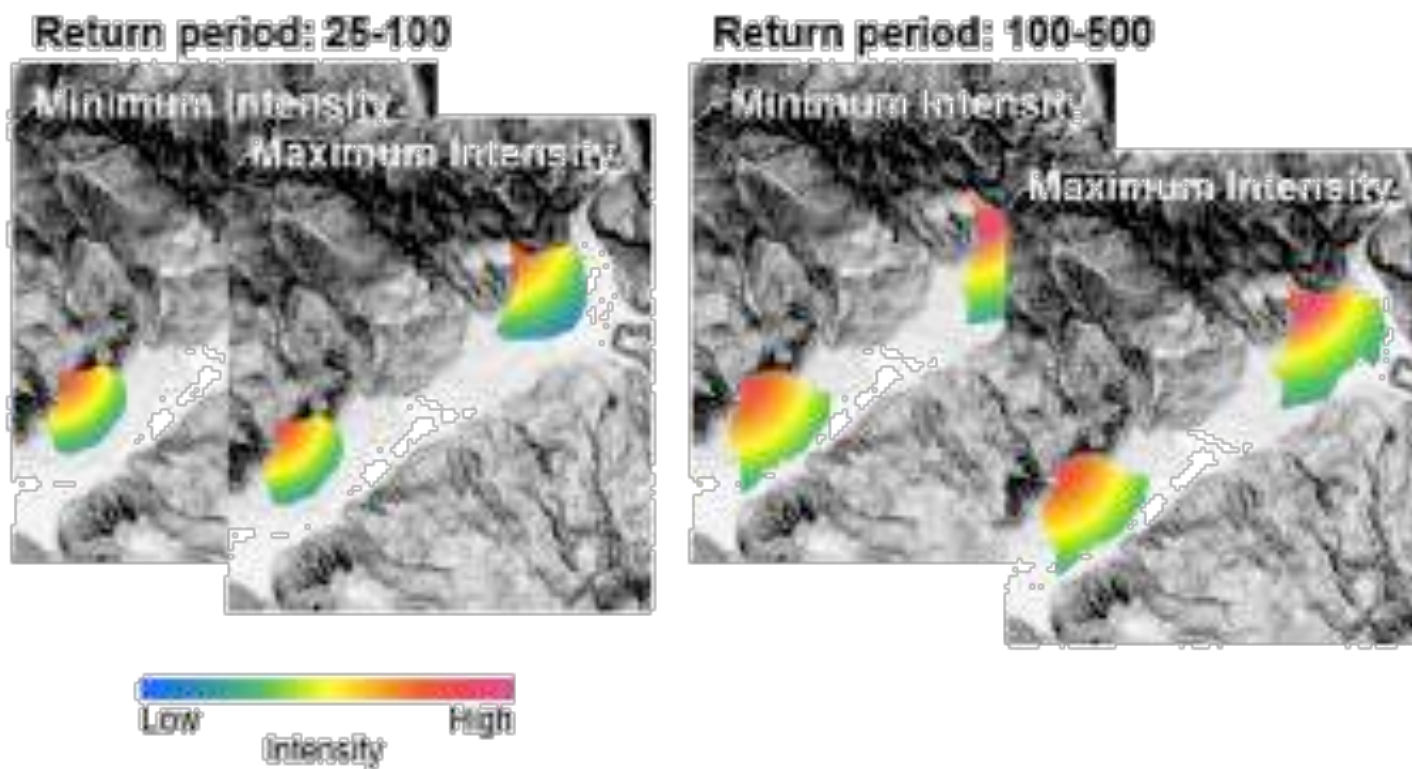 Return period: 25-100
Minimum Intensity
Maximum Intensity
Return period: 100-500
Minimum Intensity
Maximum Intensity
Low High
Intensity